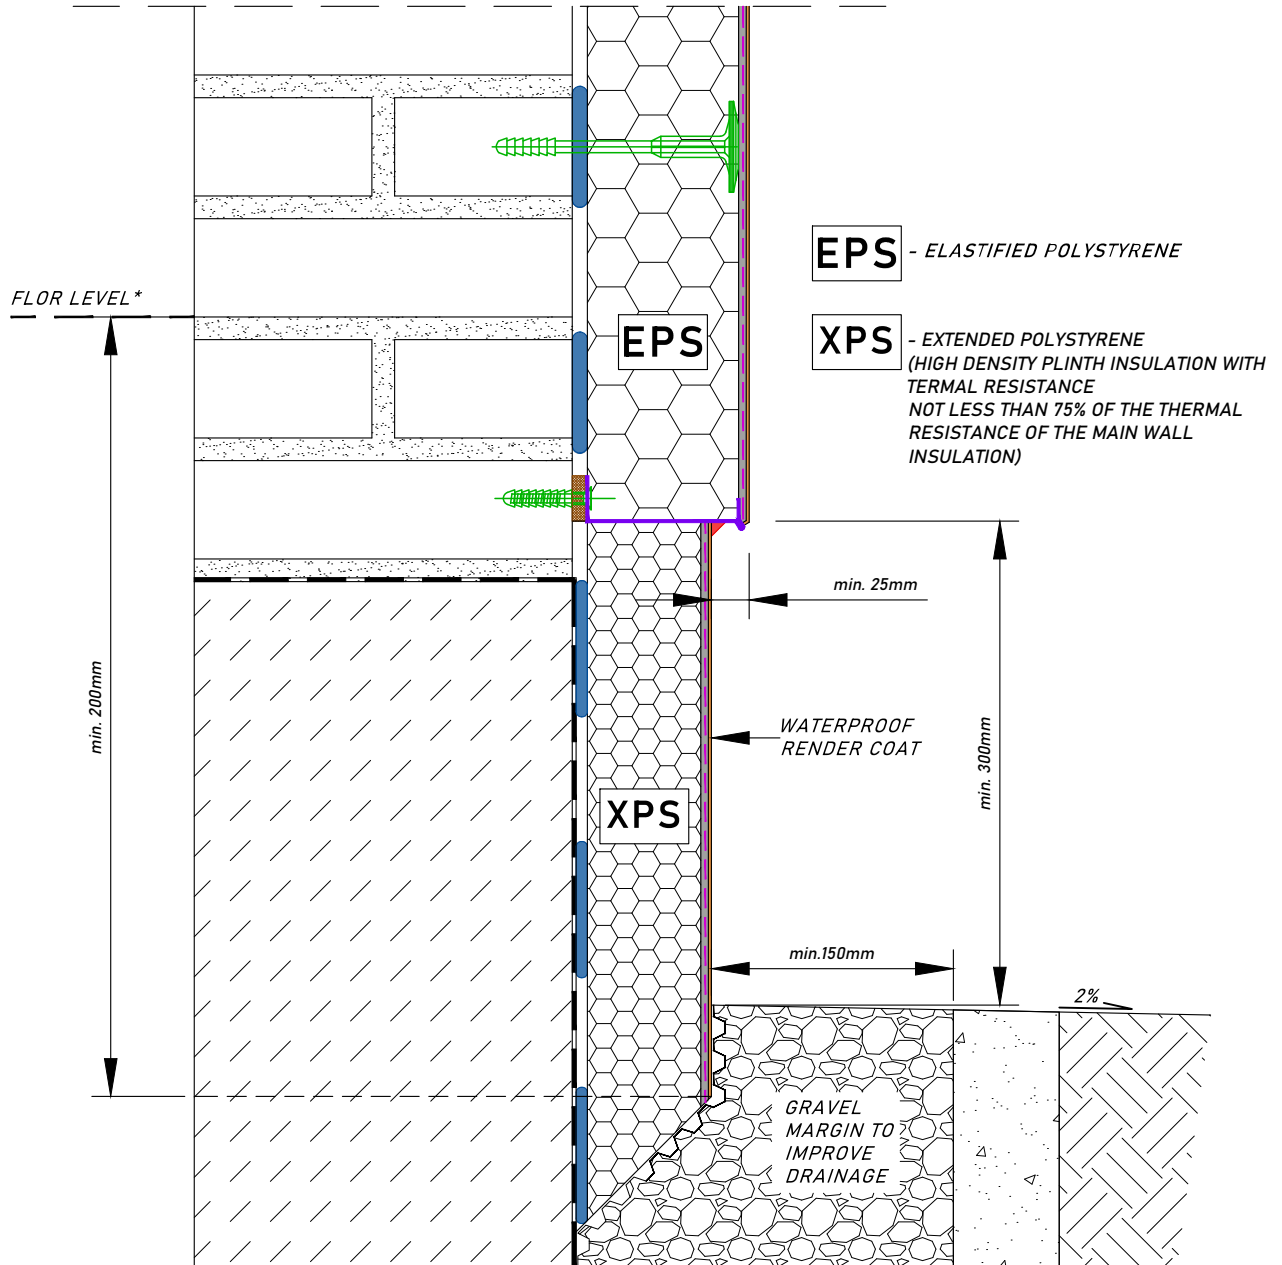 EPS - ELASTIFIED POLYSTYRENE
FLOR LEVEL*
EPS
XPS - EXTENDED POLYSTYRENE
(HIGH DENSITY PLINTH INSULATION WITH
TERMAL RESISTANCE
NOT LESS THAN 75% OF THE THERMAL
RESISTANCE OF THE MAIN WALL
INSULATION)
min. 25mm
min. 200mm
WATERPROOF
RENDER COAT
min. 300mm
XPS
min.150mm
2%
GRAVEL
MARGIN TO
IMPROVE
DRAINAGE